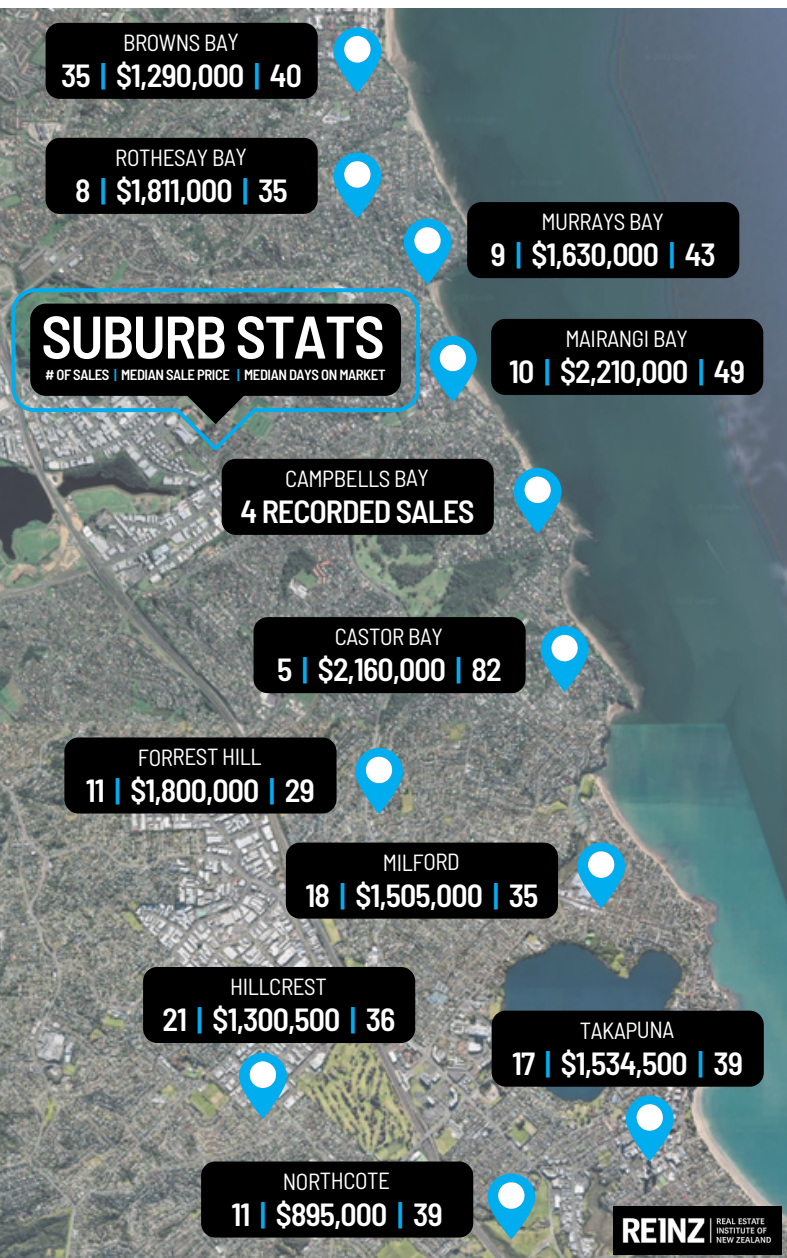 BROWNS BAY
35 | $1,290,000 | 40
ROTHESAY BAY
8 | $1,811,000 | 35
MURRAYS BAY
9 | $1,630,000 | 43
SUBURB STATS
# OF SALES | MEDIAN SALE PRICE | MEDIAN DAYS ON MARKET
MAIRANGI BAY
10 | $2,210,000 | 49
CAMPBELLS BAY
4 RECORDED SALES
CASTOR BAY
5 | $2,160,000 | 82
FORREST HILL
11 | $1,800,000 | 29
MILFORD
18 | $1,505,000 | 35
HILLCREST
21 | $1,300,500 | 36
TAKAPUNA
17 | $1,534,500 | 39
NORTHCOTE
11 | $895,000 | 39
REINZ
REAL ESTATE
INSTITUTE OF
NEW ZEALAND